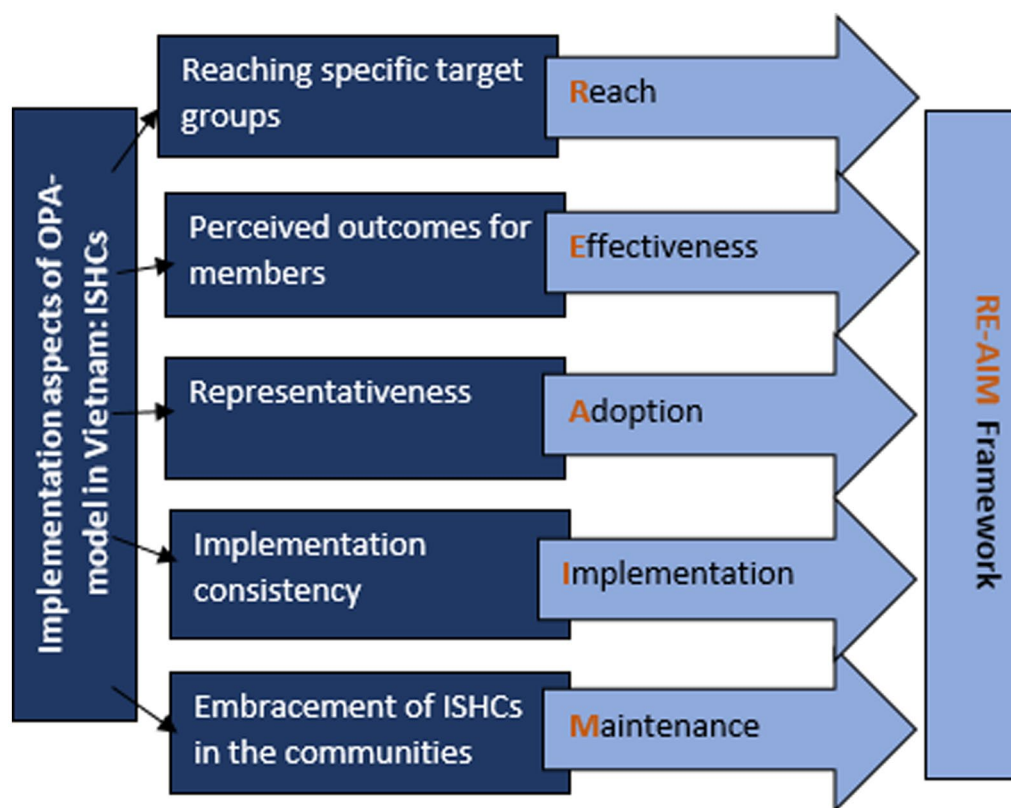 Implementation aspects of OPA-
model in Vietnam: ISHCs
Reaching specific target
groups
Reach
Perceived outcomes for
members
Effectiveness
Representativeness
Adoption
Implementation
consistency
Implementation
Embracement of ISHCs
in the communities
Maintenance
RE-AIM Framework